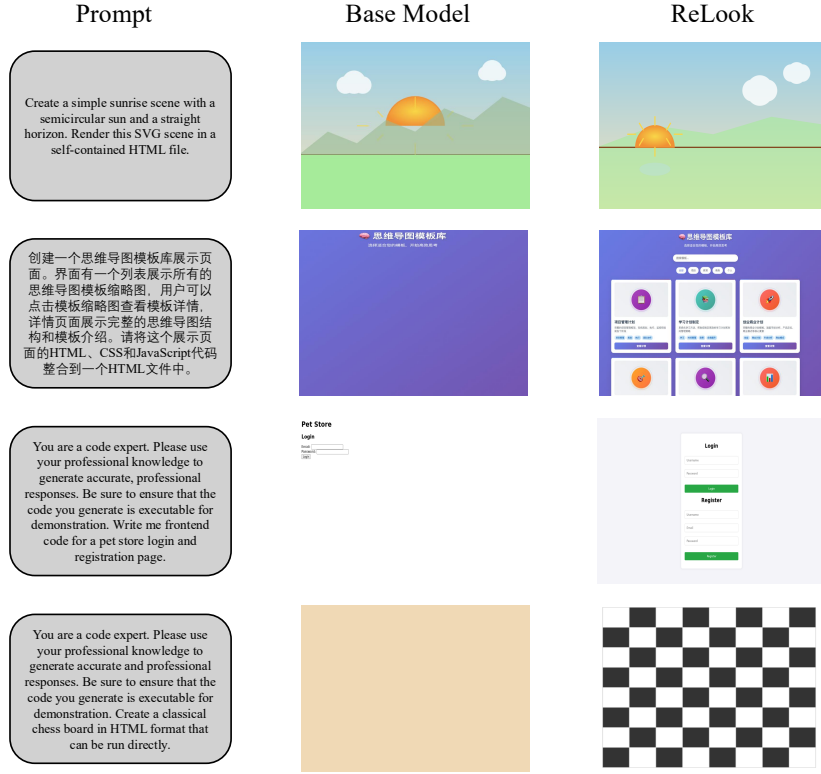 Prompt
Base Model
ReLook
Create a simple sunrise scene with a
semicircular sun and a straight
horizon. Render this SVG scene in a
self-contained HTML file.
创建一个思维导图模板库展示页
面。界面有一个列表展示所有的
思维导图模板缩略图，用户可以
点击模板缩略图查看模板详情，
详情页面展示完整的思维导图结
构和模板介绍。请将这个展示页
面的HTML、CSS和JavaScript代码
整合到一个HTML文件中。
思维导图模板库
思维导图模板库
You are a code expert. Please use
your professional knowledge to
generate accurate, professional
responses. Be sure to ensure that the
code you generate is executable for
demonstration. Write me frontend
code for a pet store login and
registration page.
Pet Store
Login
Email:
Password:
Login
Login
Username
Password
Login
Register
Username
Email
Password
Register
You are a code expert. Please use
your professional knowledge to
generate accurate and professional
responses. Be sure to ensure that the
code you generate is executable for
demonstration. Create a classical
chess board in HTML format that
can be run directly.